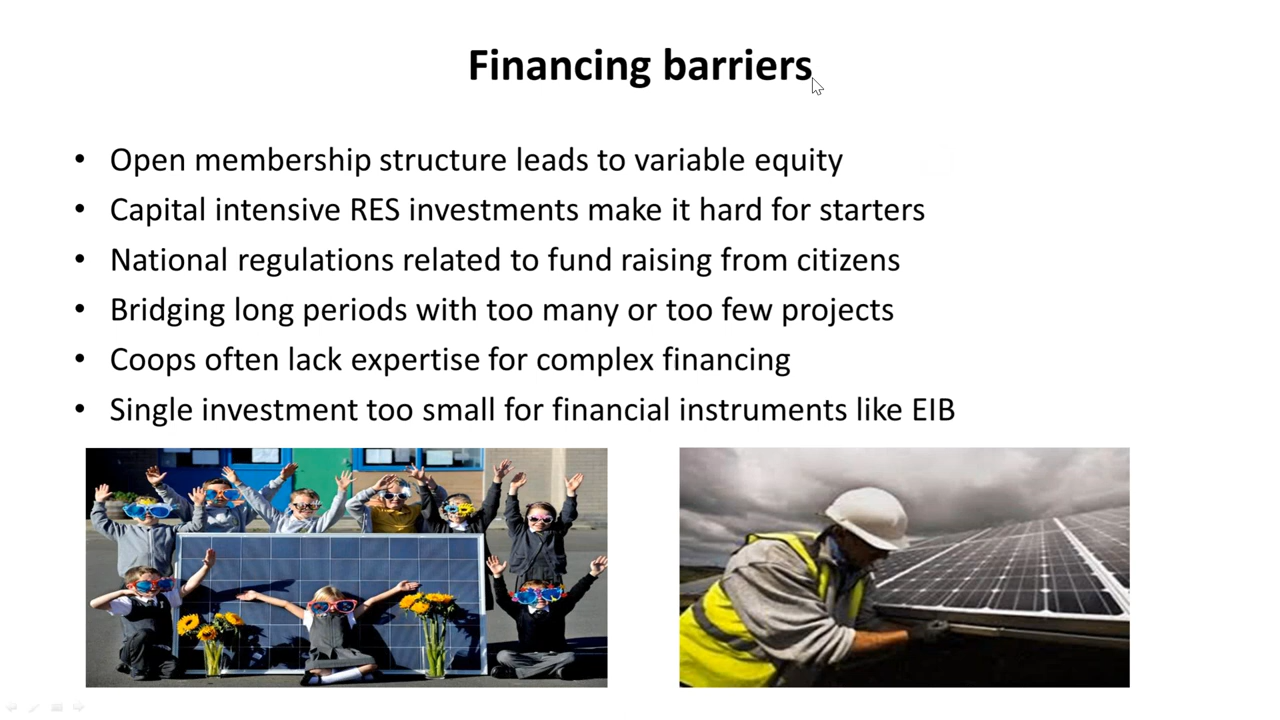 Financing barriers
• Open membership structure leads to variable equity
• Capital intensive RES investments make it hard for starters
• National regulations related to fund raising from citizens
• Bridging long periods with too many or too few projects
• Coops often lack expertise for complex financing
• Single investment too small for financial instruments like EIB